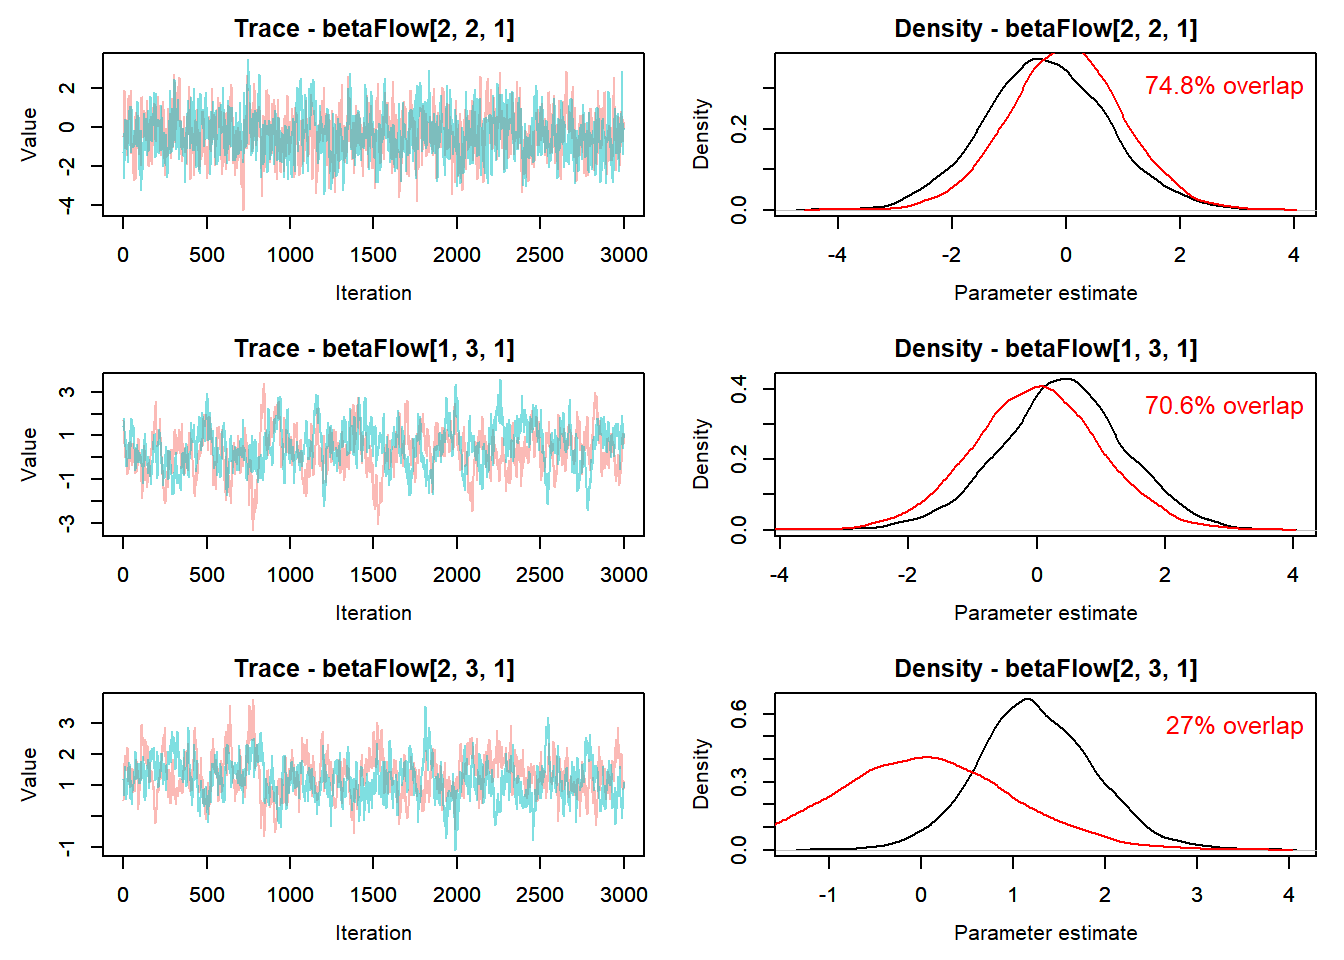 Trace - betaFlow[2, 2, 1]
Value
2
0
-2
-4
0 500 1000 1500 2000 2500 3000
Iteration
Density - betaFlow[2, 2, 1]
74.8% overlap
Density
0.2
0.0
-4 -2 0 2 4
Parameter estimate
Trace - betaFlow[1, 3, 1]
Value
3
1
-1
-3
0 500 1000 1500 2000 2500 3000
Iteration
Density - betaFlow[1, 3, 1]
70.6% overlap
Density
0.4
0.2
0.0
-4 -2 0 2 4
Parameter estimate
Trace - betaFlow[2, 3, 1]
Value
3
2
1
-1
0 500 1000 1500 2000 2500 3000
Iteration
Density - betaFlow[2, 3, 1]
27% overlap
Density
0.6
0.3
0.0
-1 0 1 2 3 4
Parameter estimate